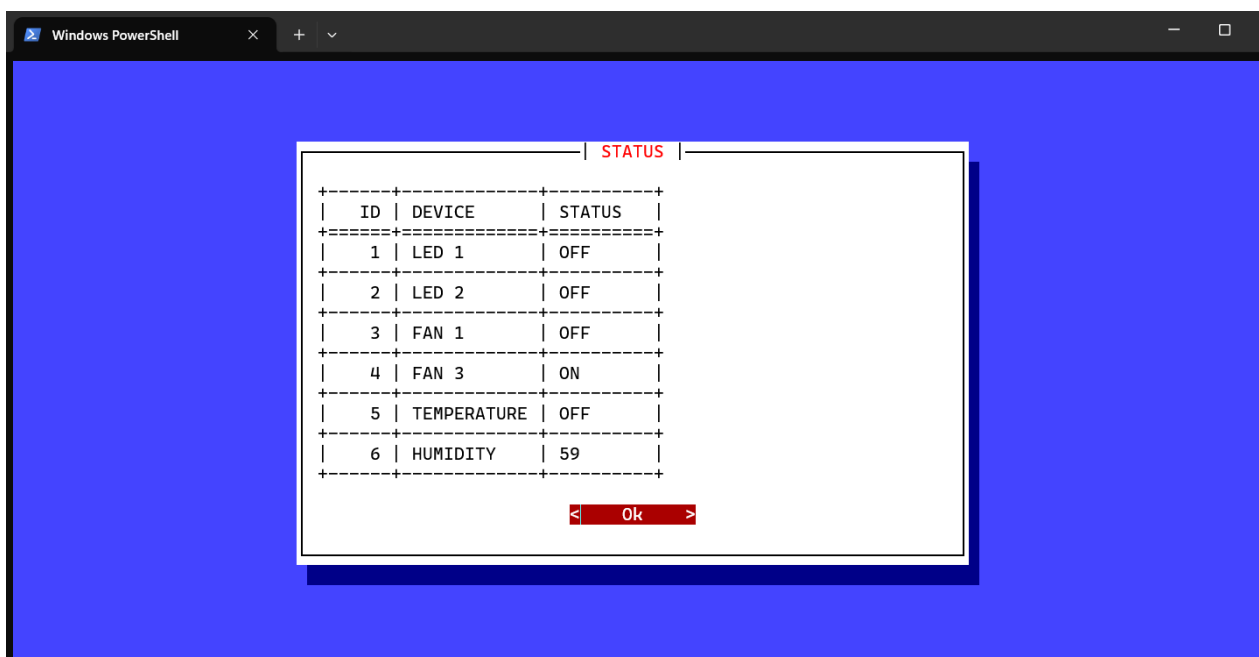 Windows PowerShell
| STATUS |
+------+-------------+----------+
|   ID | DEVICE      | STATUS   |
+======+=============+==========+
|    1 | LED 1       | OFF      |
+------+-------------+----------+
|    2 | LED 2       | OFF      |
+------+-------------+----------+
|    3 | FAN 1       | OFF      |
+------+-------------+----------+
|    4 | FAN 3       | ON       |
+------+-------------+----------+
|    5 | TEMPERATURE | OFF      |
+------+-------------+----------+
|    6 | HUMIDITY    | 59       |
+------+-------------+----------+
<    Ok    >